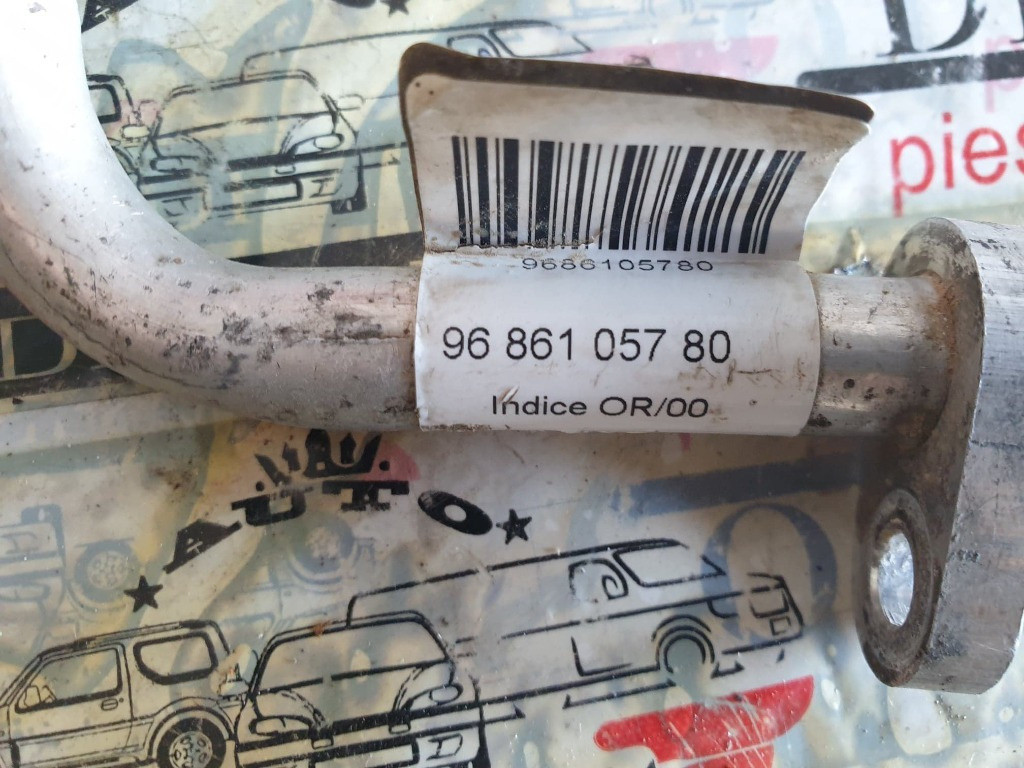 D
pies
9686105780
96 861 057 80
Indice OR/00
D
AUTO